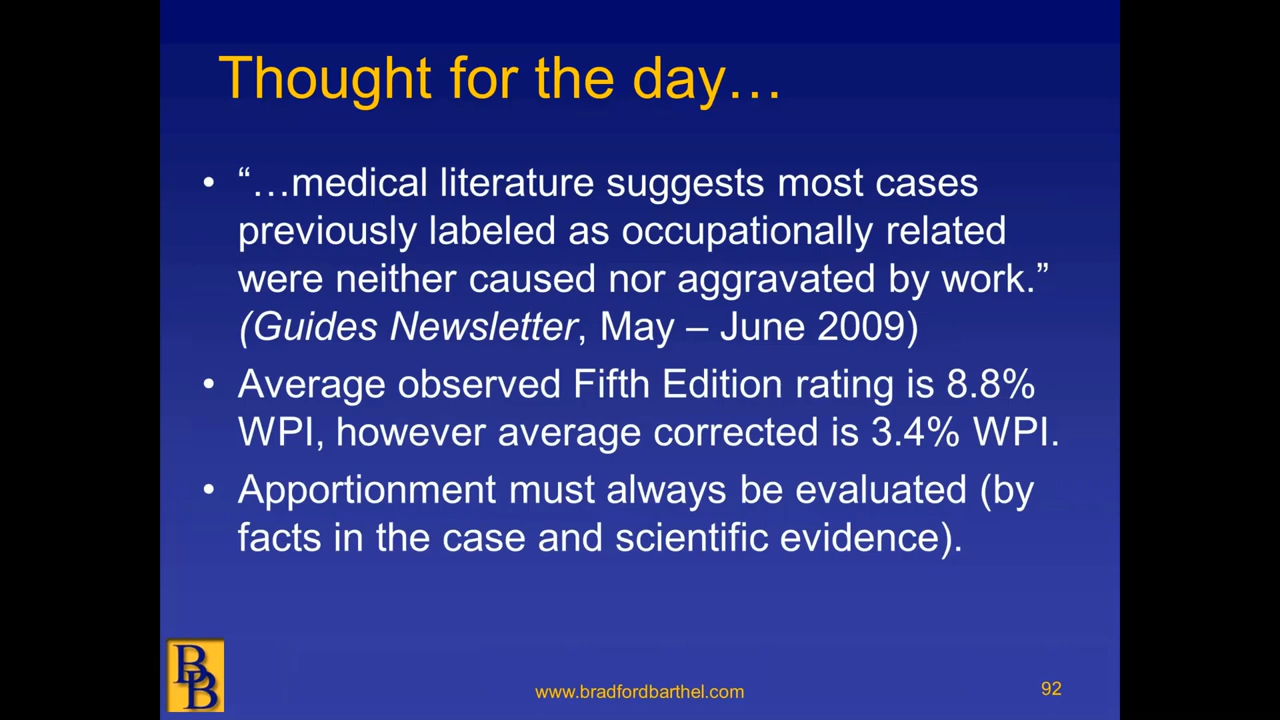 Thought for the day…
• “…medical literature suggests most cases
previously labeled as occupationally related
were neither caused nor aggravated by work.”
(Guides Newsletter, May – June 2009)
• Average observed Fifth Edition rating is 8.8%
WPI, however average corrected is 3.4% WPI.
• Apportionment must always be evaluated (by
facts in the case and scientific evidence).
BB
www.bradfordbarthel.com
92